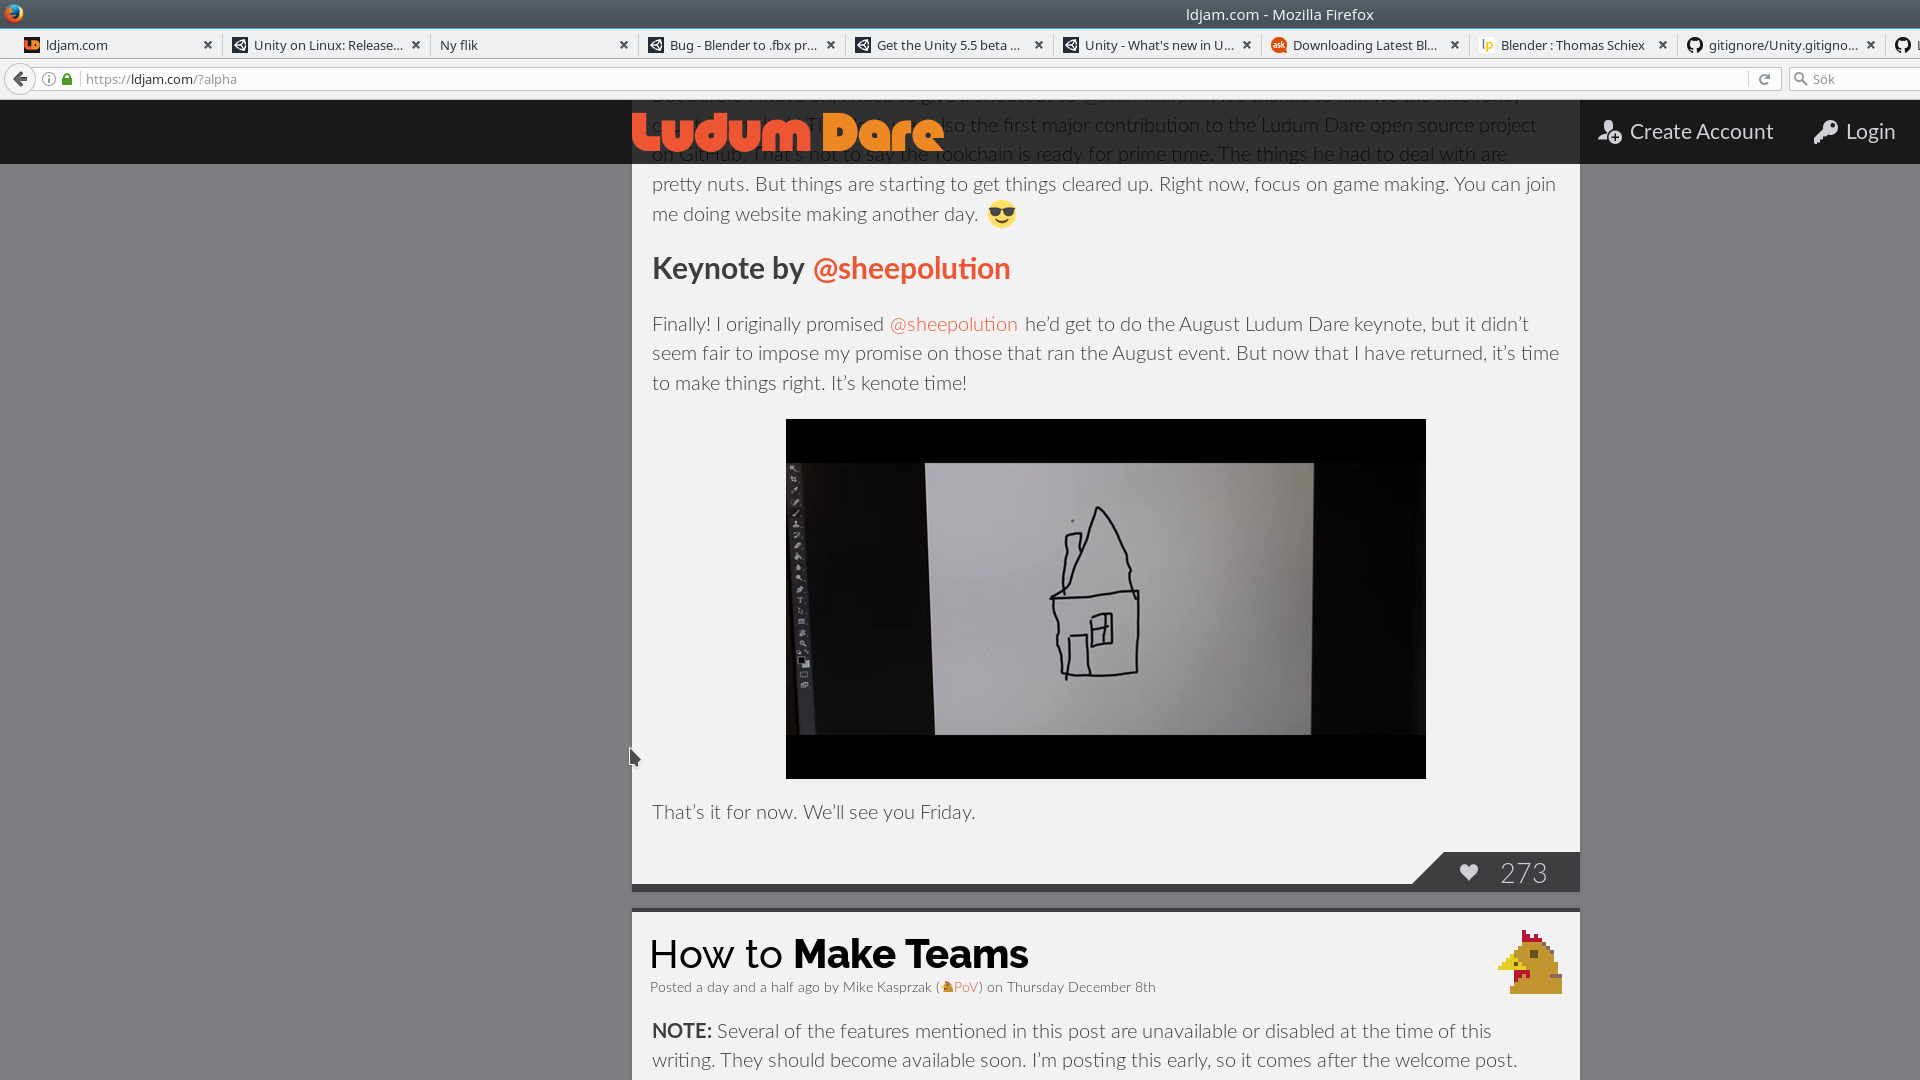 ldjam.com - Mozilla Firefox
ldjam.com
Unity on Linux: Release...
Ny flik
Bug - Blender to .fbx pr...
Get the Unity 5.5 beta ...
Unity - What's new in U...
Downloading Latest Bl...
Blender : Thomas Schiex
gitignore/Unity.gitigno...
https://ldjam.com/?alpha
Sök
Ludum Dare
Create Account
Login
also the first major contribution to the Ludum Dare open source project
on GitHub. That's not to say the Toolchain is ready for prime time. The things he had to deal with are
pretty nuts. But things are starting to get things cleared up. Right now, focus on game making. You can join
me doing website making another day. 😎
Keynote by @sheepolution
Finally! I originally promised @sheepolution he’d get to do the August Ludum Dare keynote, but it didn’t
seem fair to impose my promise on those that ran the August event. But now that I have returned, it’s time
to make things right. It’s kenote time!
That’s it for now. We’ll see you Friday.
273
How to Make Teams
Posted a day and a half ago by Mike Kasprzak (PoV) on Thursday December 8th
NOTE: Several of the features mentioned in this post are unavailable or disabled at the time of this
writing. They should become available soon. I’m posting this early, so it comes after the welcome post.